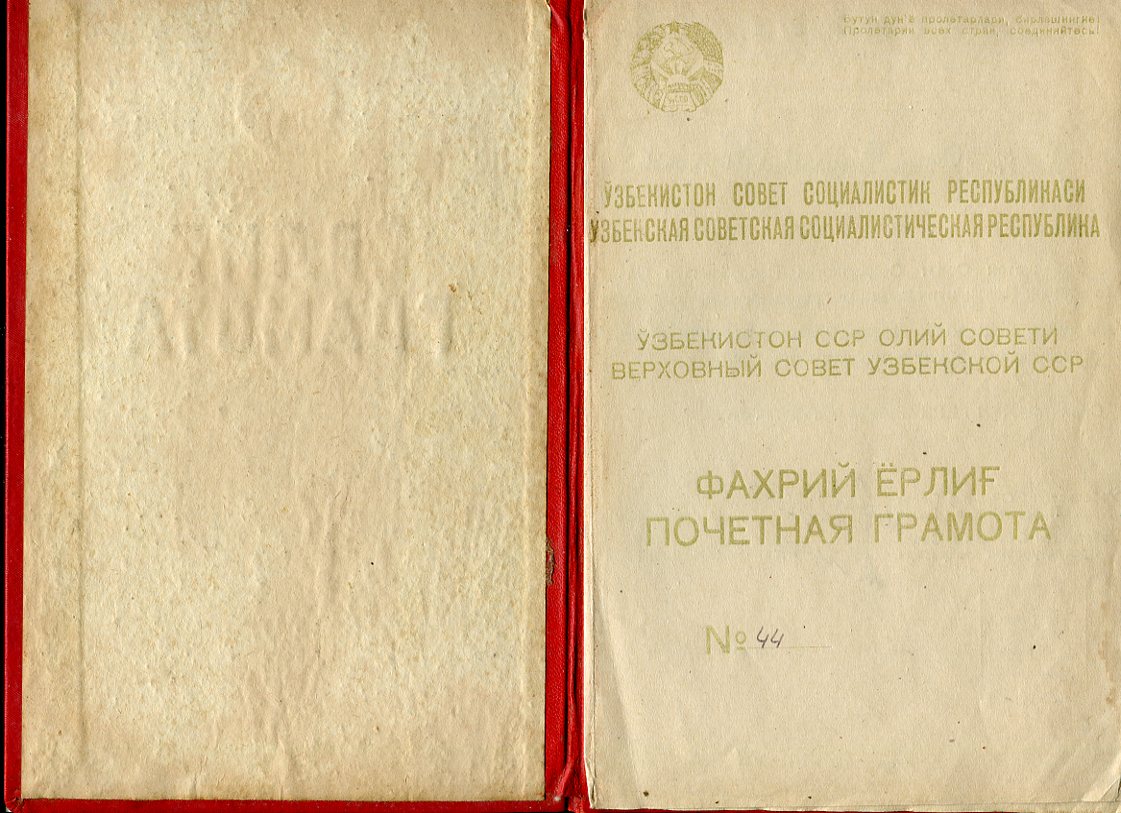 Бутун дунё пролетарлари, бирлашингиз!
Пролетарии всех стран, соединяйтесь!
ЎЗБЕКИСТОН СОВЕТ СОЦИАЛИСТИК РЕСПУБЛИКАСИ
УЗБЕКСКАЯ СОВЕТСКАЯ СОЦИАЛИСТИЧЕСКАЯ РЕСПУБЛИКА
ЎЗБЕКИСТОН ССР ОЛИЙ СОВЕТИ
ВЕРХОВНЫЙ СОВЕТ УЗБЕКСКОЙ ССР
ФАХРИЙ ЁРЛИҒ
ПОЧЕТНАЯ ГРАМОТА
№ 44